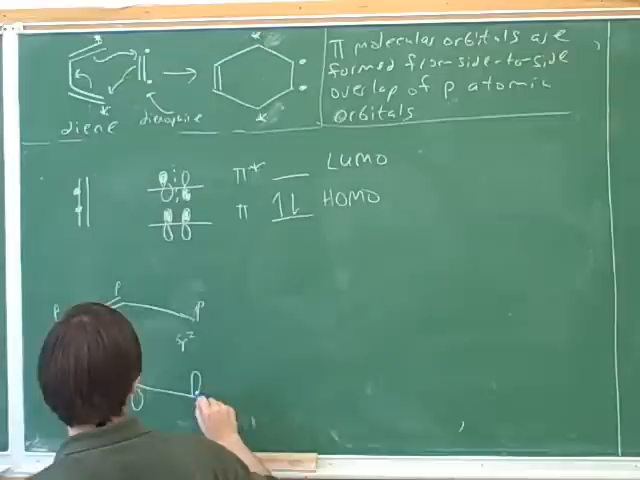 π molecular orbitals are
formed from side-to-side
overlap of p atomic
orbitals
diene
dienophile
π* LUMO
π HOMO
P
P
P
sp²